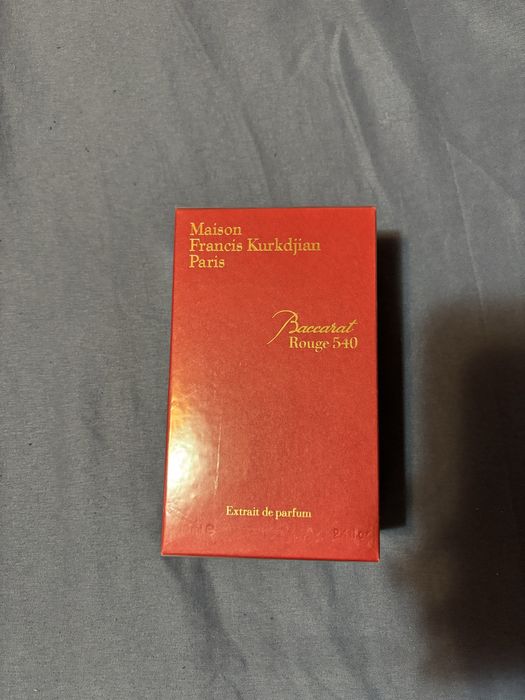 Maison
Francis Kurkdjian
Paris
Baccarat
Rouge 540
Extrait de parfum